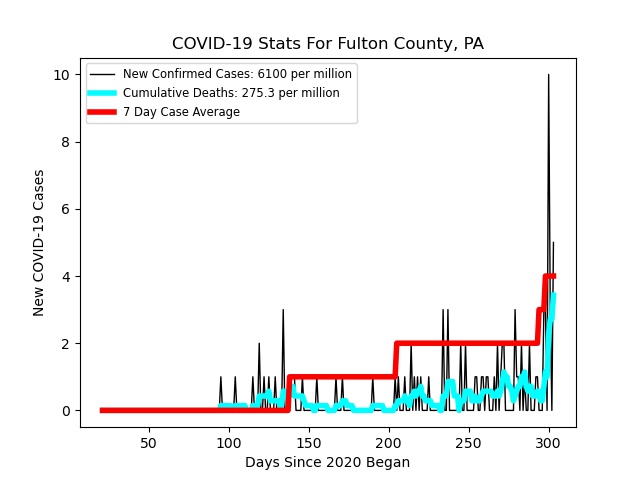 COVID-19 Stats For Fulton County, PA
New Confirmed Cases: 6100 per million
Cumulative Deaths: 275.3 per million
7 Day Case Average
New COVID-19 Cases
10
8
6
4
2
0
50 100 150 200 250 300
Days Since 2020 Began